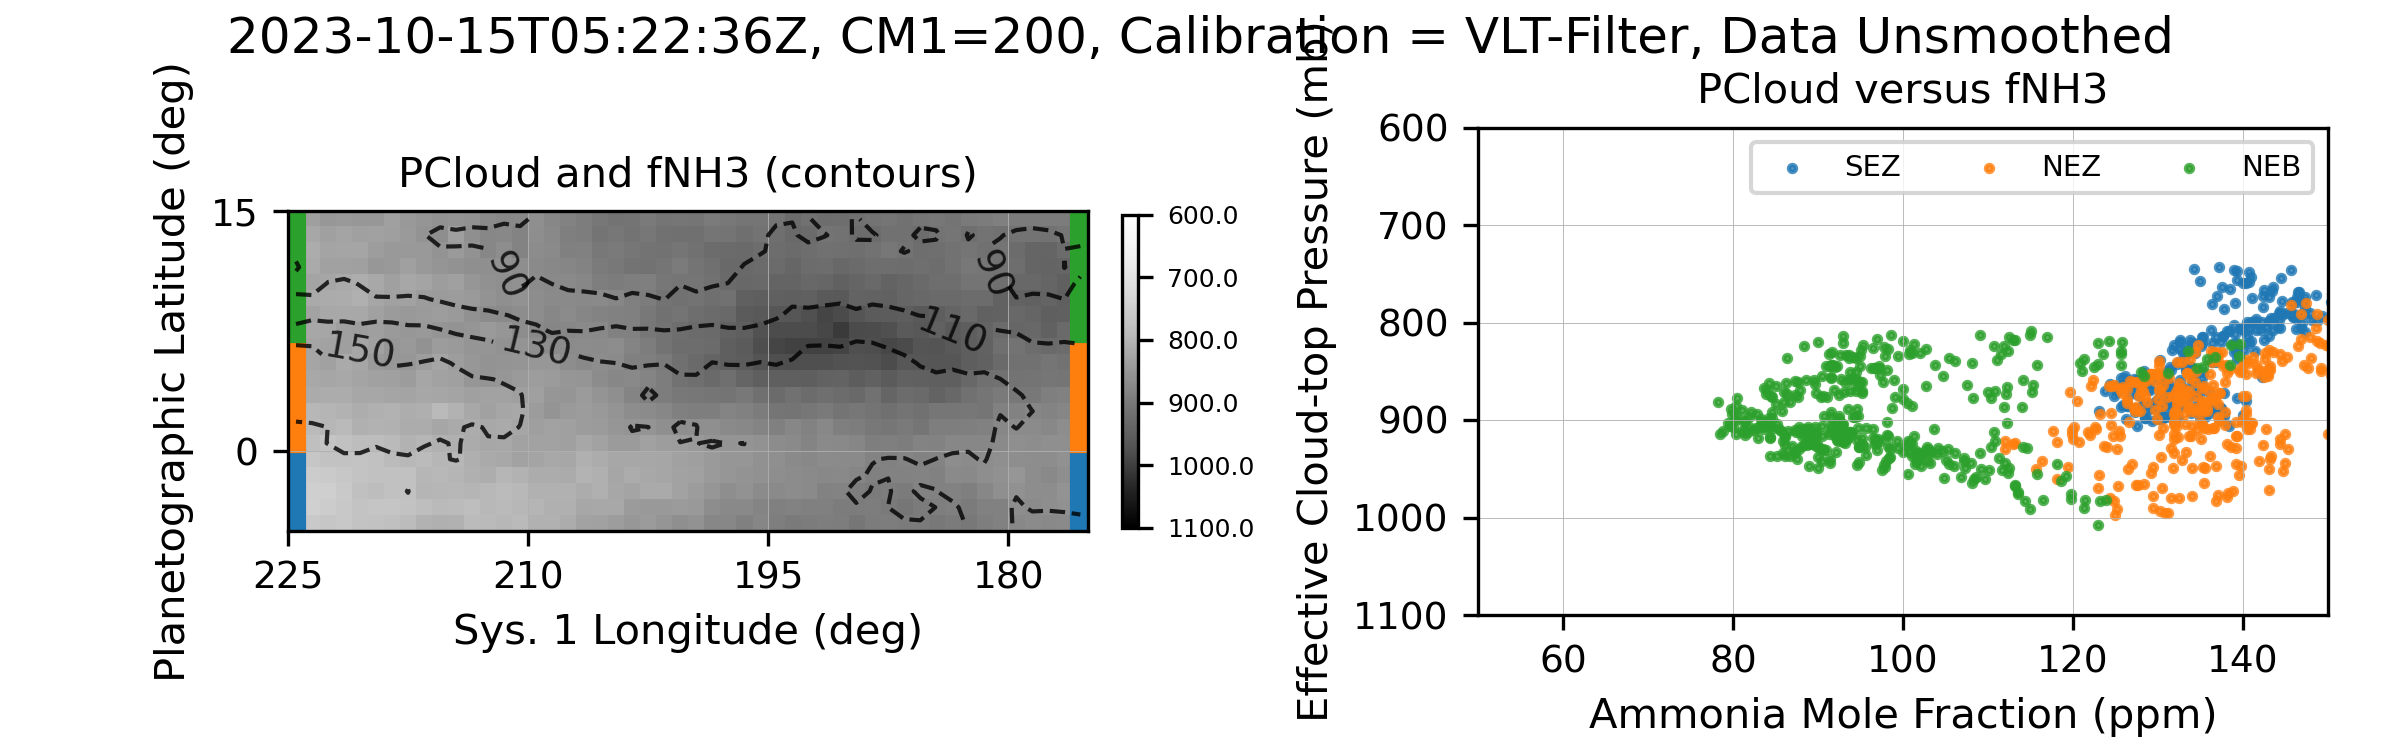 2023-10-15T05:22:36Z, CM1=200, Calibration = VLT-Filter, Data Unsmoothed
PCloud and fNH3 (contours)
Planetographic Latitude (deg)
15
0
90
90
110
130
150
225 210 195 180
Sys. 1 Longitude (deg)
600.0
700.0
800.0
900.0
1000.0
1100.0
PCloud versus fNH3
Effective Cloud-top Pressure (mb)
600
700
800
900
1000
1100
SEZ NEZ NEB
60 80 100 120 140
Ammonia Mole Fraction (ppm)